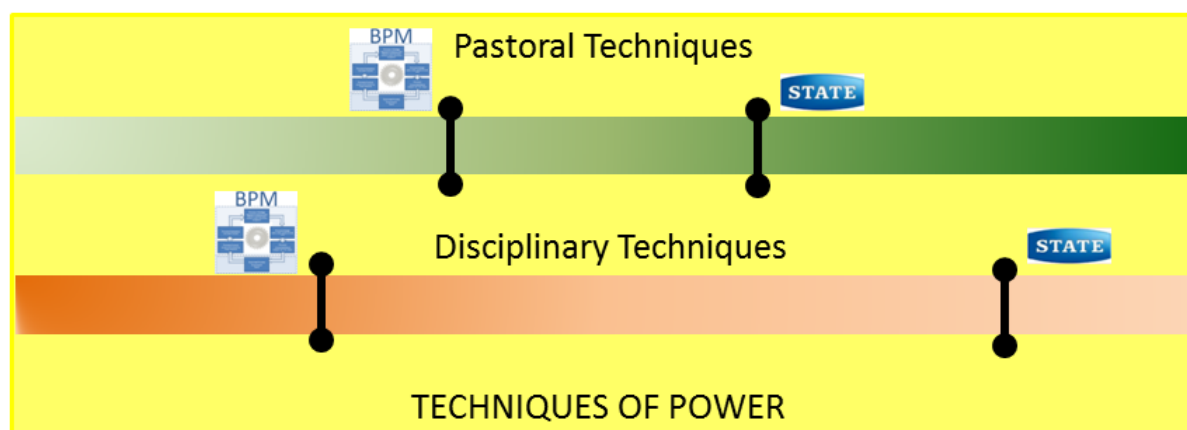 BPM
Pastoral Techniques
STATE
BPM
Disciplinary Techniques
STATE
TECHNIQUES OF POWER